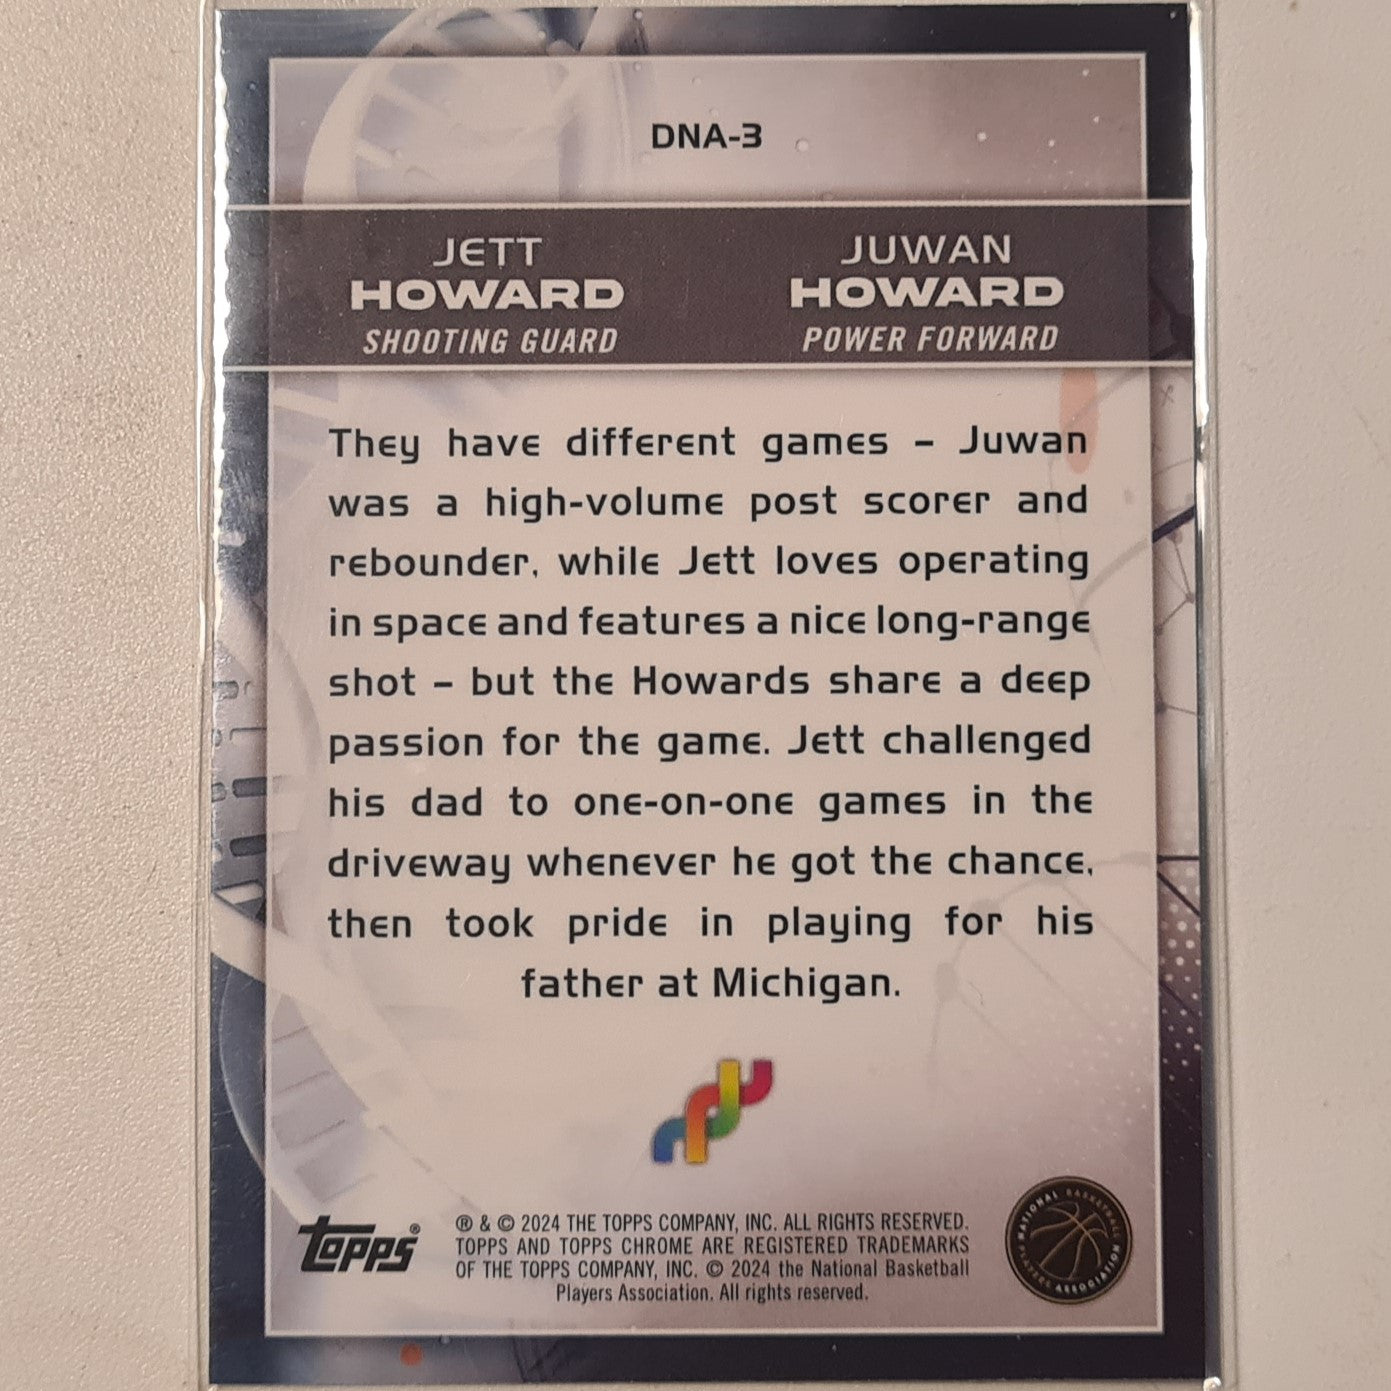 DNA-3
JETT JUWAN
HOWARD HOWARD
SHOOTING GUARD POWER FORWARD
They have different games – Juwan
was a high-volume post scorer and
rebounder, while Jett loves operating
in space and features a nice long-range
shot – but the Howards share a deep
passion for the game. Jett challenged
his dad to one-on-one games in the
driveway whenever he got the chance,
then took pride in playing for his
father at Michigan.
topps®
® & © 2024 THE TOPPS COMPANY, INC. ALL RIGHTS RESERVED.
TOPPS AND TOPPS CHROME ARE REGISTERED TRADEMARKS
OF THE TOPPS COMPANY, INC. © 2024 the National Basketball
Players Association. All rights reserved.
NATIONAL BASKETBALL
PLAYERS ASSOCIATION